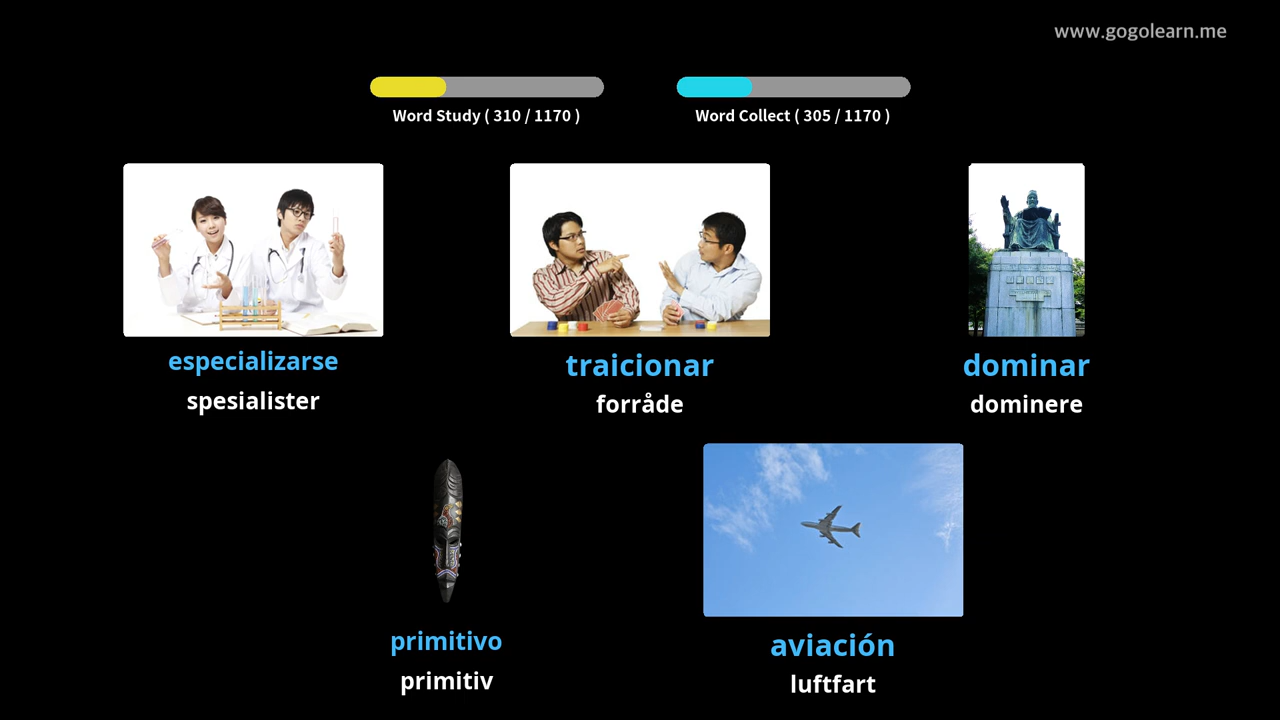 www.gogolearn.me
Word Study ( 310 / 1170 )
Word Collect ( 305 / 1170 )
especializarse
spesialister
traicionar
forråde
dominar
dominere
primitivo
primitiv
aviación
luftfart